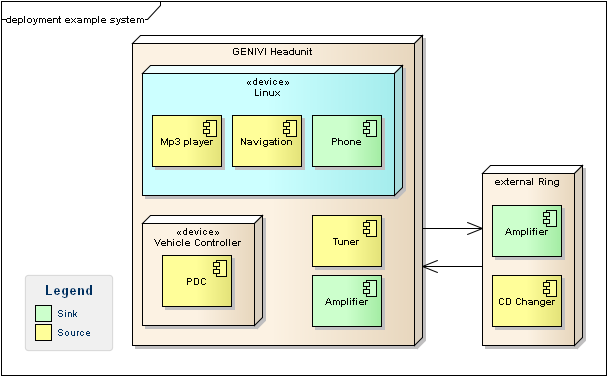 deployment example system
GENIVI Headunit
«device»
Linux
Mp3 player
Navigation
Phone
«device»
Vehicle Controller
PDC
Tuner
Amplifier
external Ring
Amplifier
CD Changer
Legend
Sink
Source